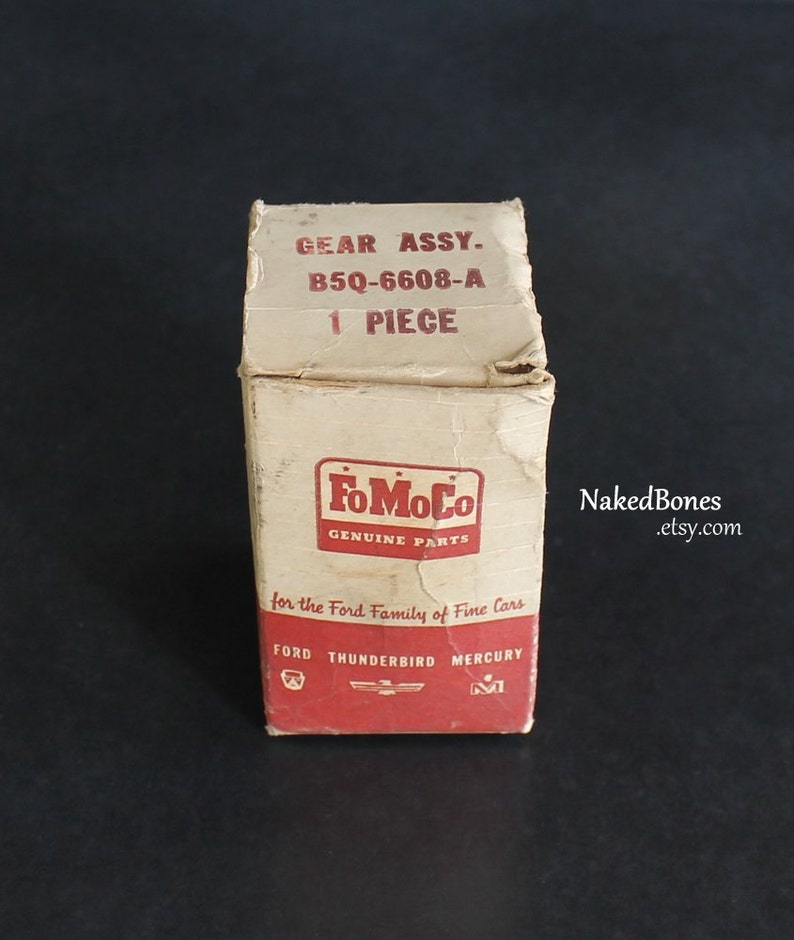 GEAR ASSY.
B5Q-6608-A
1 PIECE
FoMoCo
GENUINE PARTS
NakedBones
.etsy.com
for the Ford Family of Fine Cars
FORD THUNDERBIRD MERCURY
M